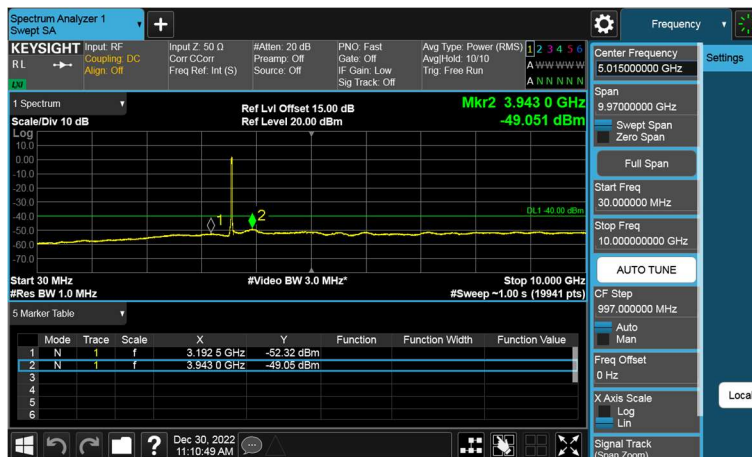 Spectrum Analyzer 1
Swept SA
Frequency
KEYSIGHT
RL
LXI
Input: RF
Coupling: DC
Align: Off
Input Z: 50 Ω
Corr CCorr
Freq Ref: Int (S)
#Atten: 20 dB
Preamp: Off
Source: Off
PNO: Fast
Gate: Off
IF Gain: Low
Sig Track: Off
Avg Type: Power (RMS)
Avg|Hold: 10/10
Trig: Free Run
1 2 3 4 5 6
A W W W W W
A N N N N N
1 Spectrum
Scale/Div 10 dB
Ref Lvl Offset 15.00 dB
Ref Level 20.00 dBm
Mkr2 3.943 0 GHz
-49.051 dBm
Log
10.0
0.00
-10.0
-20.0
-30.0
-40.0
-50.0
-60.0
-70.0
1
2
DL1 -40.00 dBm
Start 30 MHz
#Video BW 3.0 MHz*
Stop 10.000 GHz
#Res BW 1.0 MHz
#Sweep ~1.00 s (19941 pts)
5 Marker Table
Mode Trace Scale X Y Function Function Width Function Value
1 N 1 f 3.192 5 GHz -52.32 dBm
2 N 1 f 3.943 0 GHz -49.05 dBm
3
4
5
6
?
Dec 30, 2022
11:10:49 AM
Center Frequency
5.015000000 GHz
Settings
Span
9.97000000 GHz
Swept Span
Zero Span
Full Span
Start Freq
30.000000 MHz
Stop Freq
10.000000000 GHz
AUTO TUNE
CF Step
997.000000 MHz
Auto
Man
Freq Offset
0 Hz
X Axis Scale
Log
Lin
Local
Signal Track
(Span Zoom)